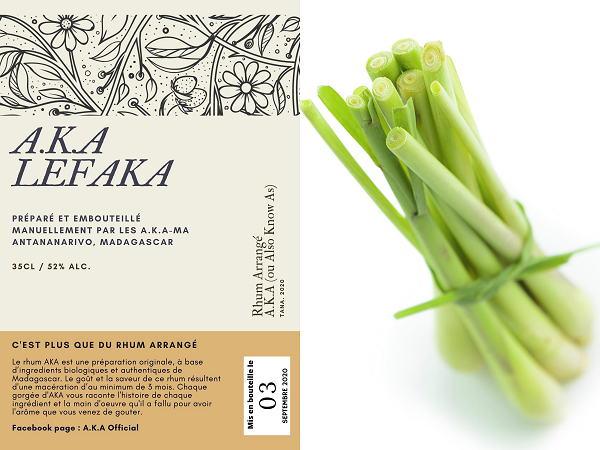 A.K.A
LEFAKA
PRÉPARÉ ET EMBOUTEILLÉ
MANUELLEMENT PAR LES A.K.A-MA
ANTANANARIVO, MADAGASCAR
35CL / 52% ALC.
Rhum Arrangé
A.K.A (ou Also Know As)
TANA. 2020
C'EST PLUS QUE DU RHUM ARRANGÉ
Le rhum AKA est une préparation originale, à base
d'ingredients biologiques et authentiques de
Madagascar. Le goût et la saveur de ce rhum résultent
d'une macération d'au minimum de 3 mois. Chaque
gorgée d'AKA vous raconte l'histoire de chaque
ingrédient et la main d'oeuvre qu'il a fallu pour avoir
l'arôme que vous venez de gouter.
Facebook page : A.K.A Official
Mis en bouteille le
03
SEPTEMBRE 2020